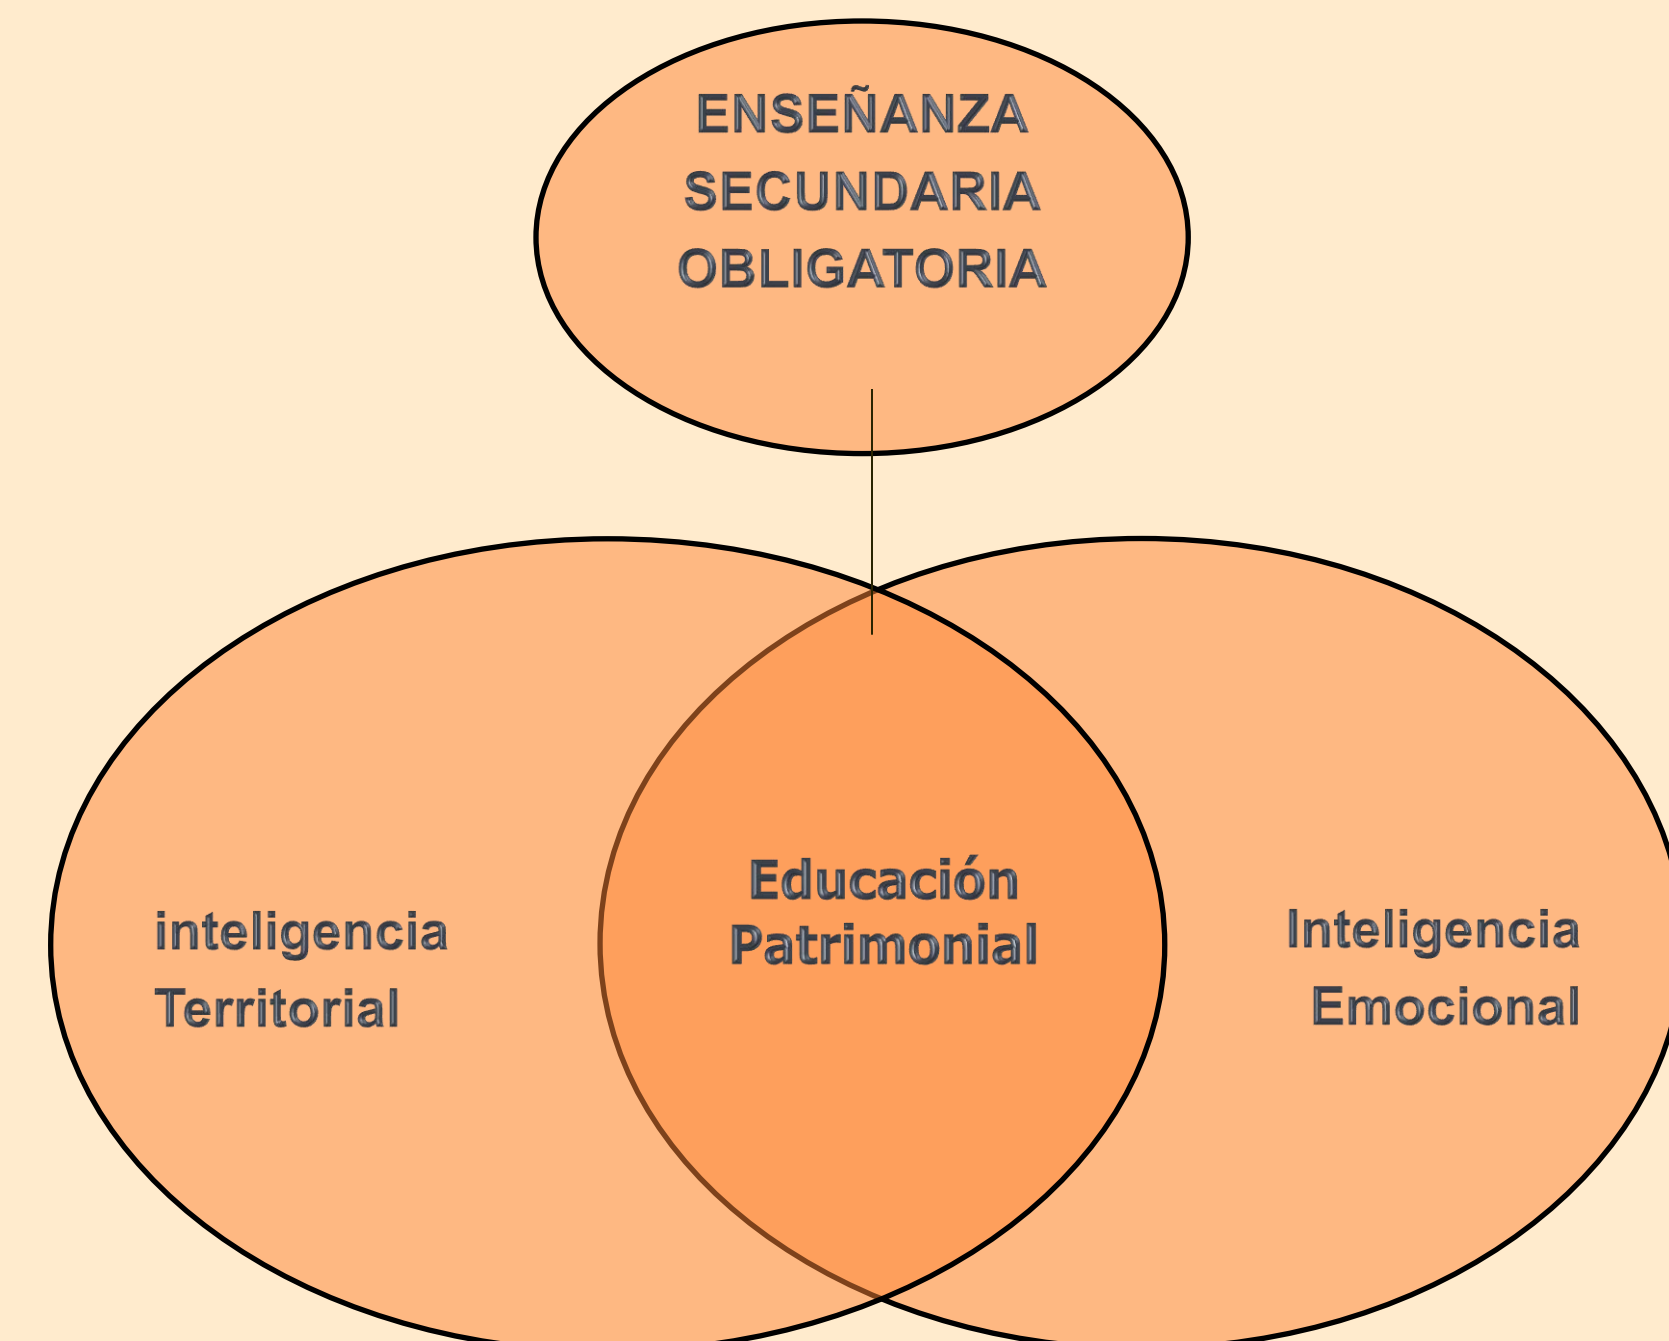 ENSEÑANZA
SECUNDARIA
OBLIGATORIA
Educación
Patrimonial
inteligencia
Territorial
Inteligencia
Emocional